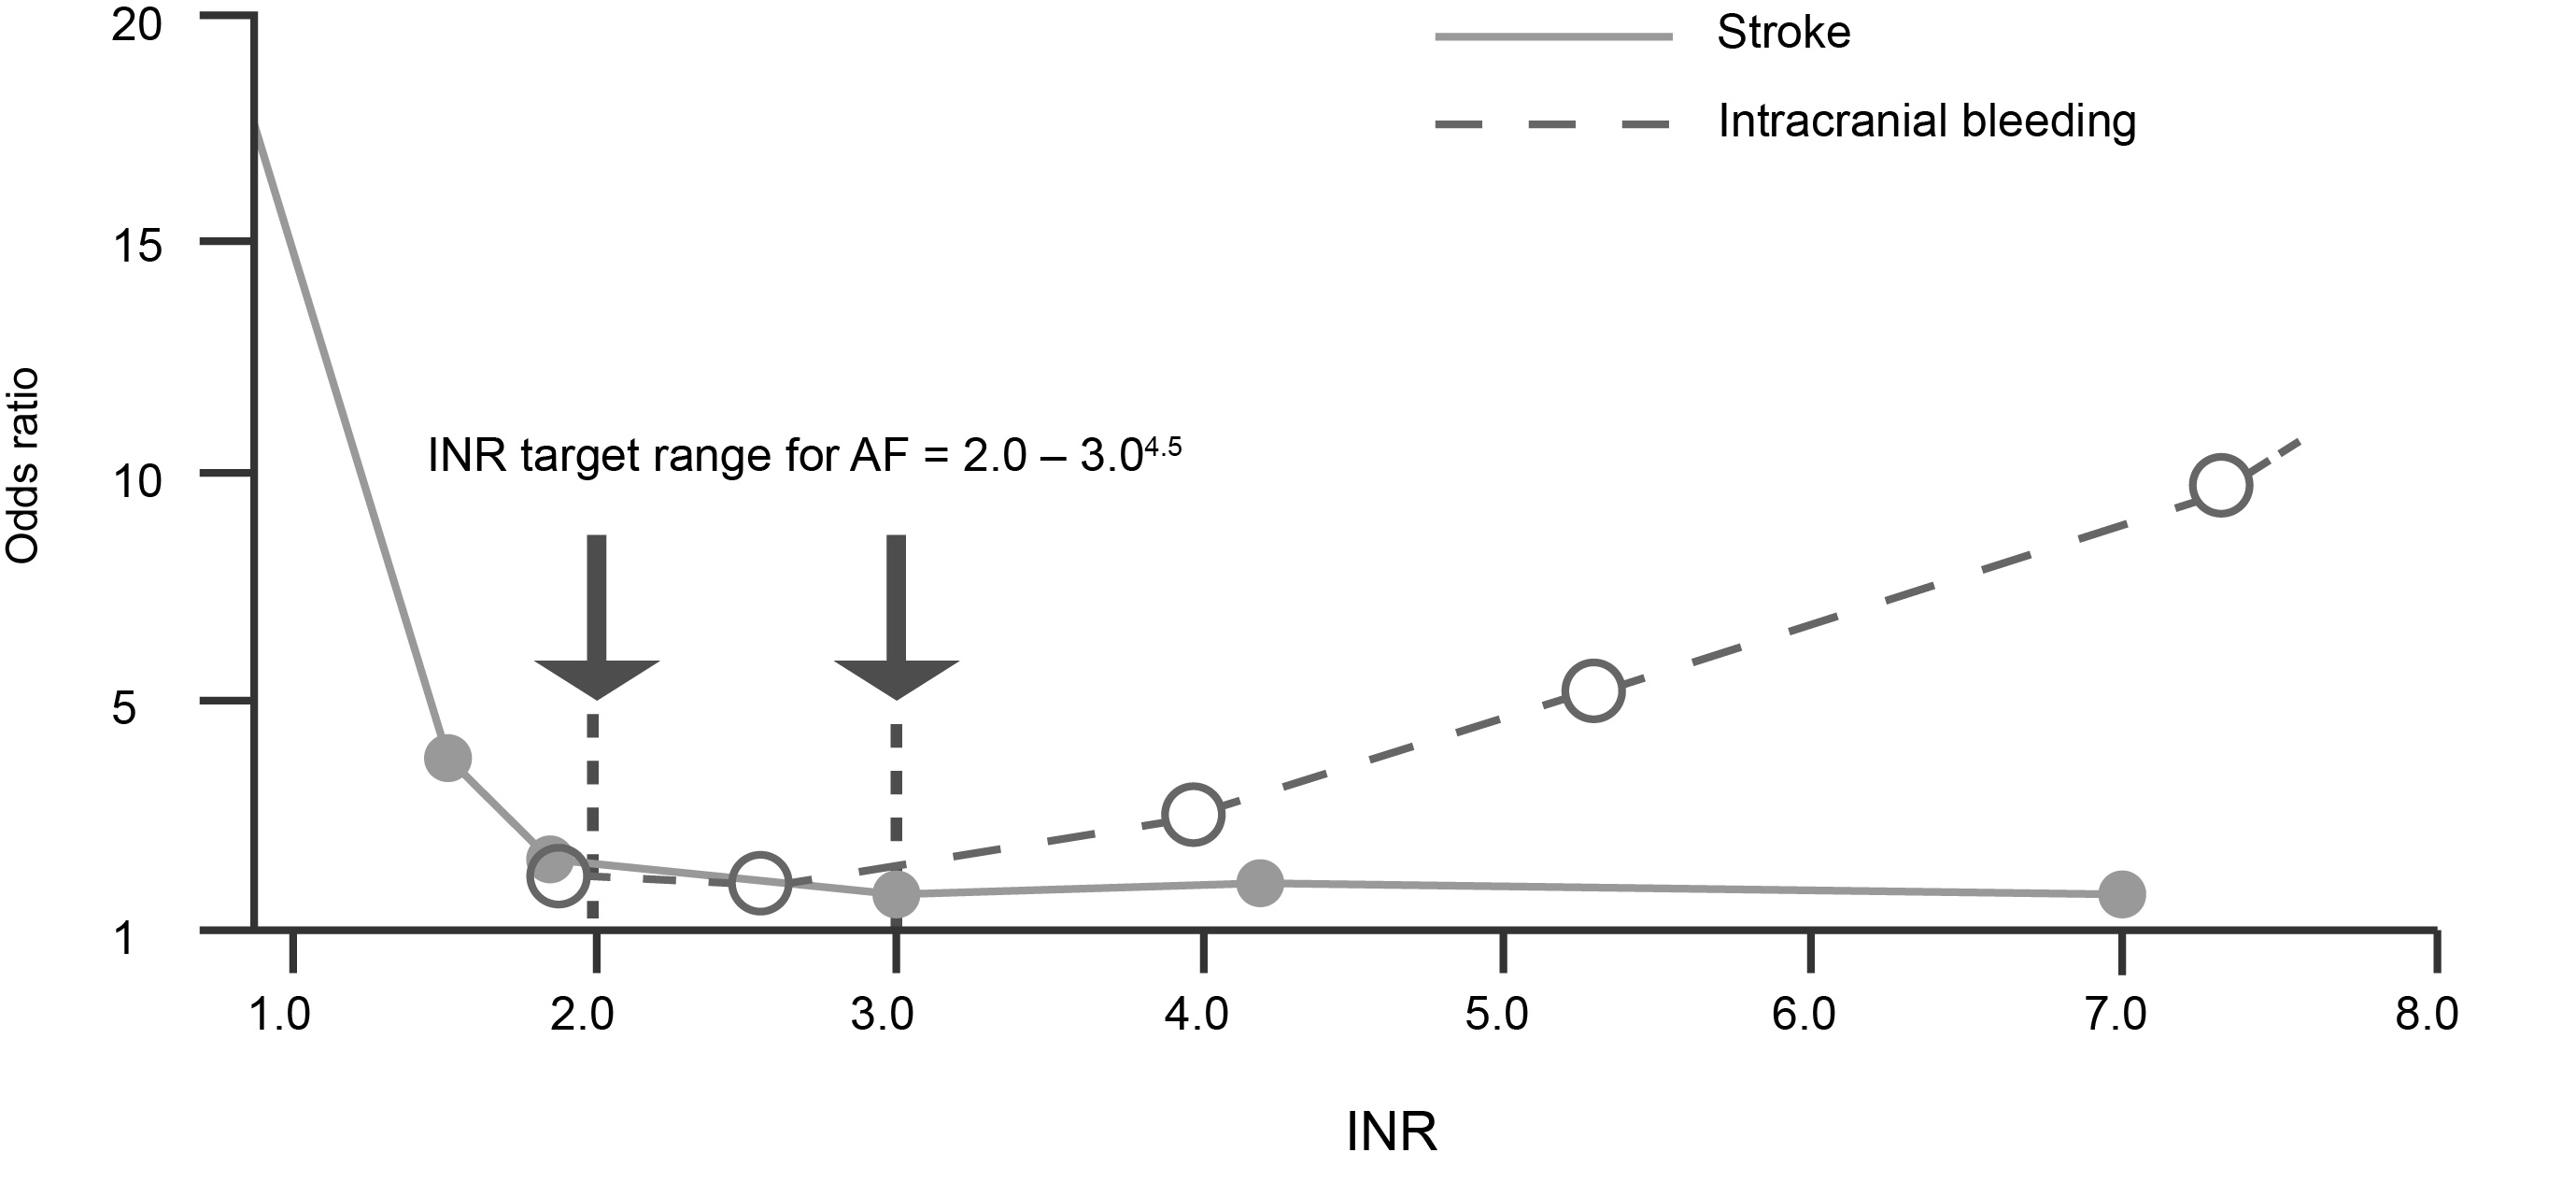 20
Stroke
Intracranial bleeding
15
INR target range for AF = 2.0 – 3.0⁴·⁵
10
Odds ratio
5
1
1.0 2.0 3.0 4.0 5.0 6.0 7.0 8.0
INR